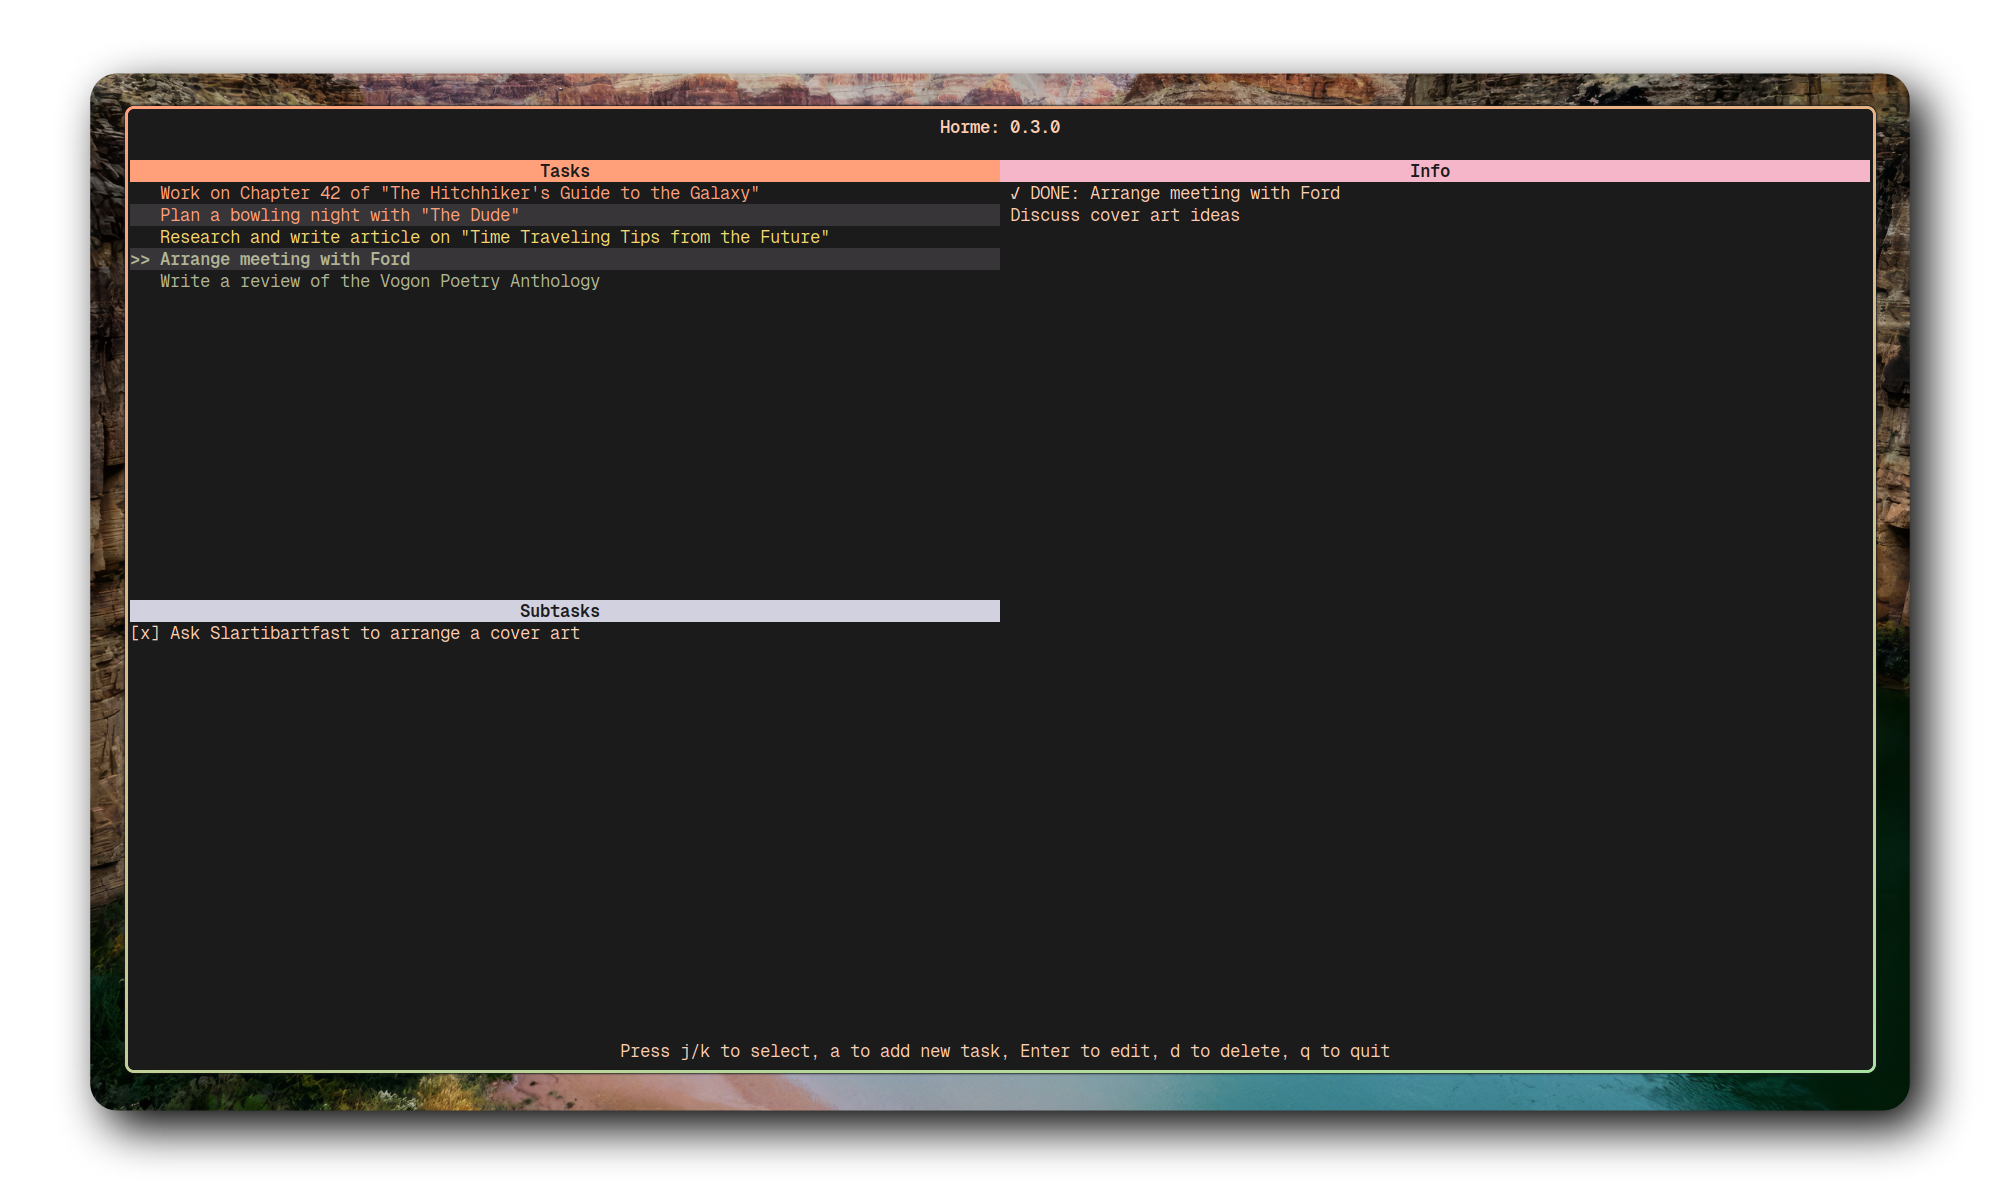 Horme: 0.3.0
Tasks
Work on Chapter 42 of "The Hitchhiker's Guide to the Galaxy"
Plan a bowling night with "The Dude"
Research and write article on "Time Traveling Tips from the Future"
>> Arrange meeting with Ford
Write a review of the Vogon Poetry Anthology
Info
✓ DONE: Arrange meeting with Ford
Discuss cover art ideas
Subtasks
[x] Ask Slartibartfast to arrange a cover art
Press j/k to select, a to add new task, Enter to edit, d to delete, q to quit